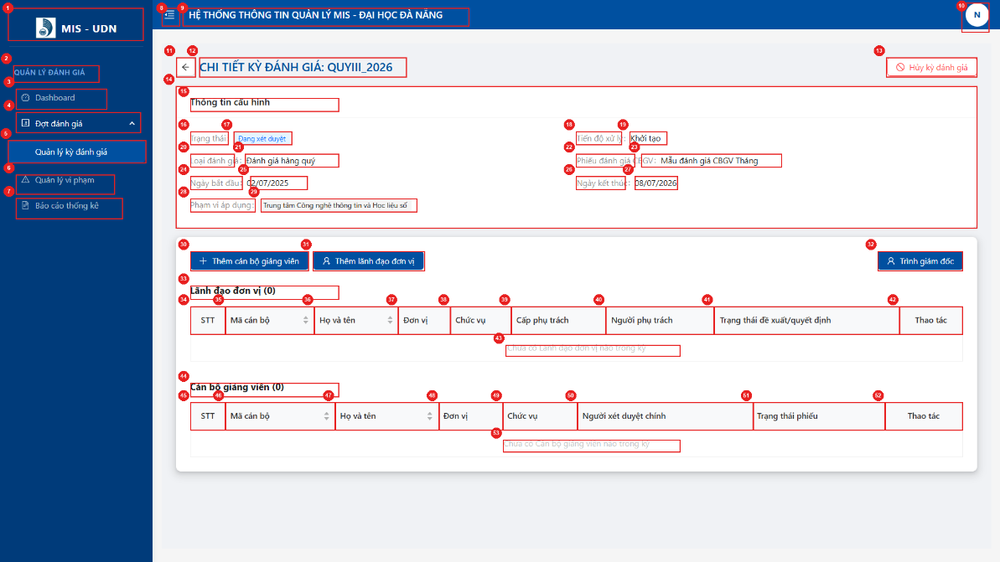 MIS - UDN
HỆ THỐNG THÔNG TIN QUẢN LÝ MIS - ĐẠI HỌC ĐÀ NẴNG
N
QUẢN LÝ ĐÁNH GIÁ
Dashboard
Đợt đánh giá
Quản lý kỳ đánh giá
Quản lý vi phạm
Báo cáo thống kê
CHI TIẾT KỲ ĐÁNH GIÁ: QUYIII_2026
Hủy kỳ đánh giá
Thông tin cấu hình
Trạng thái Đang xét duyệt
Tiến độ xử lý: Khởi tạo
Loại đánh giá: Đánh giá hàng quý
Phiếu đánh giá CBGV: Mẫu đánh giá CBGV Tháng
Ngày bắt đầu: 02/07/2025
Ngày kết thúc: 08/07/2026
Phạm vi áp dụng: Trung tâm Công nghệ thông tin và Học liệu số
Thêm cán bộ giảng viên
Thêm lãnh đạo đơn vị
Trình giám đốc
Lãnh đạo đơn vị (0)
STT Mã cán bộ Họ và tên Đơn vị Chức vụ Cấp phụ trách Người phụ trách Trạng thái đề xuất/quyết định Thao tác
Chưa có Lãnh đạo đơn vị nào trong kỳ
Cán bộ giảng viên (0)
STT Mã cán bộ Họ và tên Đơn vị Chức vụ Người xét duyệt chính Trạng thái phiếu Thao tác
Chưa có Cán bộ giảng viên nào trong kỳ
1
2
3
4
5
6
7
8
9
10
11
12
13
14
15
16
17
18
19
20
21
22
23
24
25
26
27
28
29
30
31
32
33
34
35
36
37
38
39
40
41
42
43
44
45
46
47
48
49
50
51
52
53